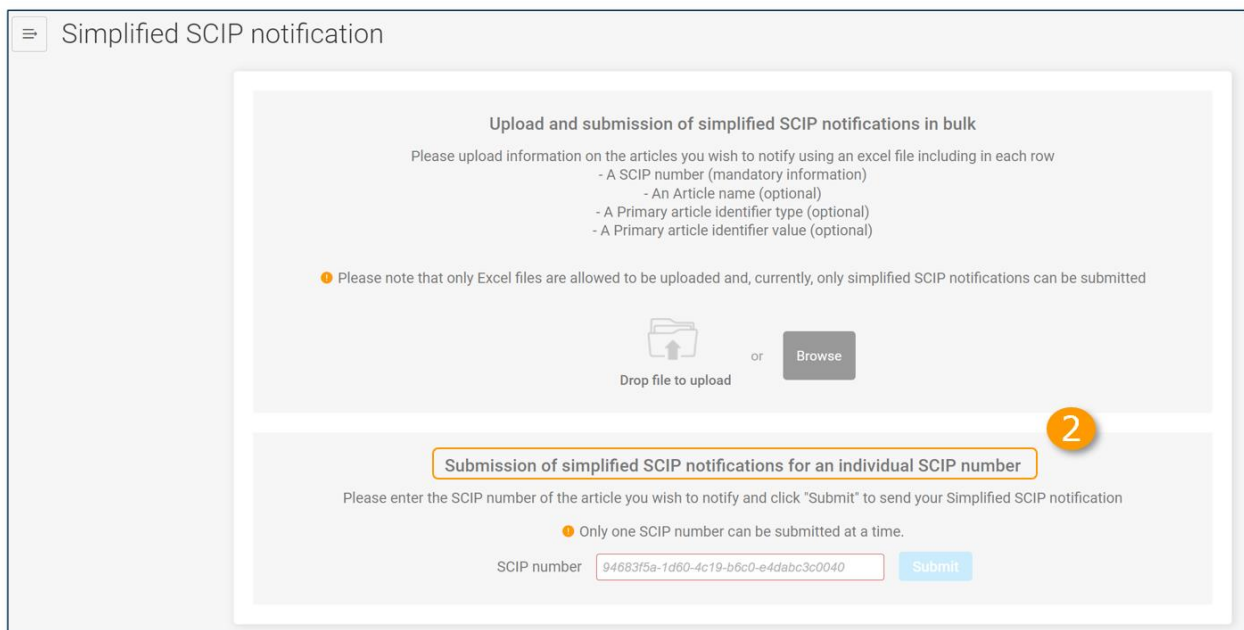 Simplified SCIP notification
Upload and submission of simplified SCIP notifications in bulk
Please upload information on the articles you wish to notify using an excel file including in each row
- A SCIP number (mandatory information)
- An Article name (optional)
- A Primary article identifier type (optional)
- A Primary article identifier value (optional)
Please note that only Excel files are allowed to be uploaded and, currently, only simplified SCIP notifications can be submitted
Drop file to upload
or
Browse
2
Submission of simplified SCIP notifications for an individual SCIP number
Please enter the SCIP number of the article you wish to notify and click "Submit" to send your Simplified SCIP notification
Only one SCIP number can be submitted at a time.
SCIP number 94683f5a-1d60-4c19-b6c0-e4dabc3c0040 Submit